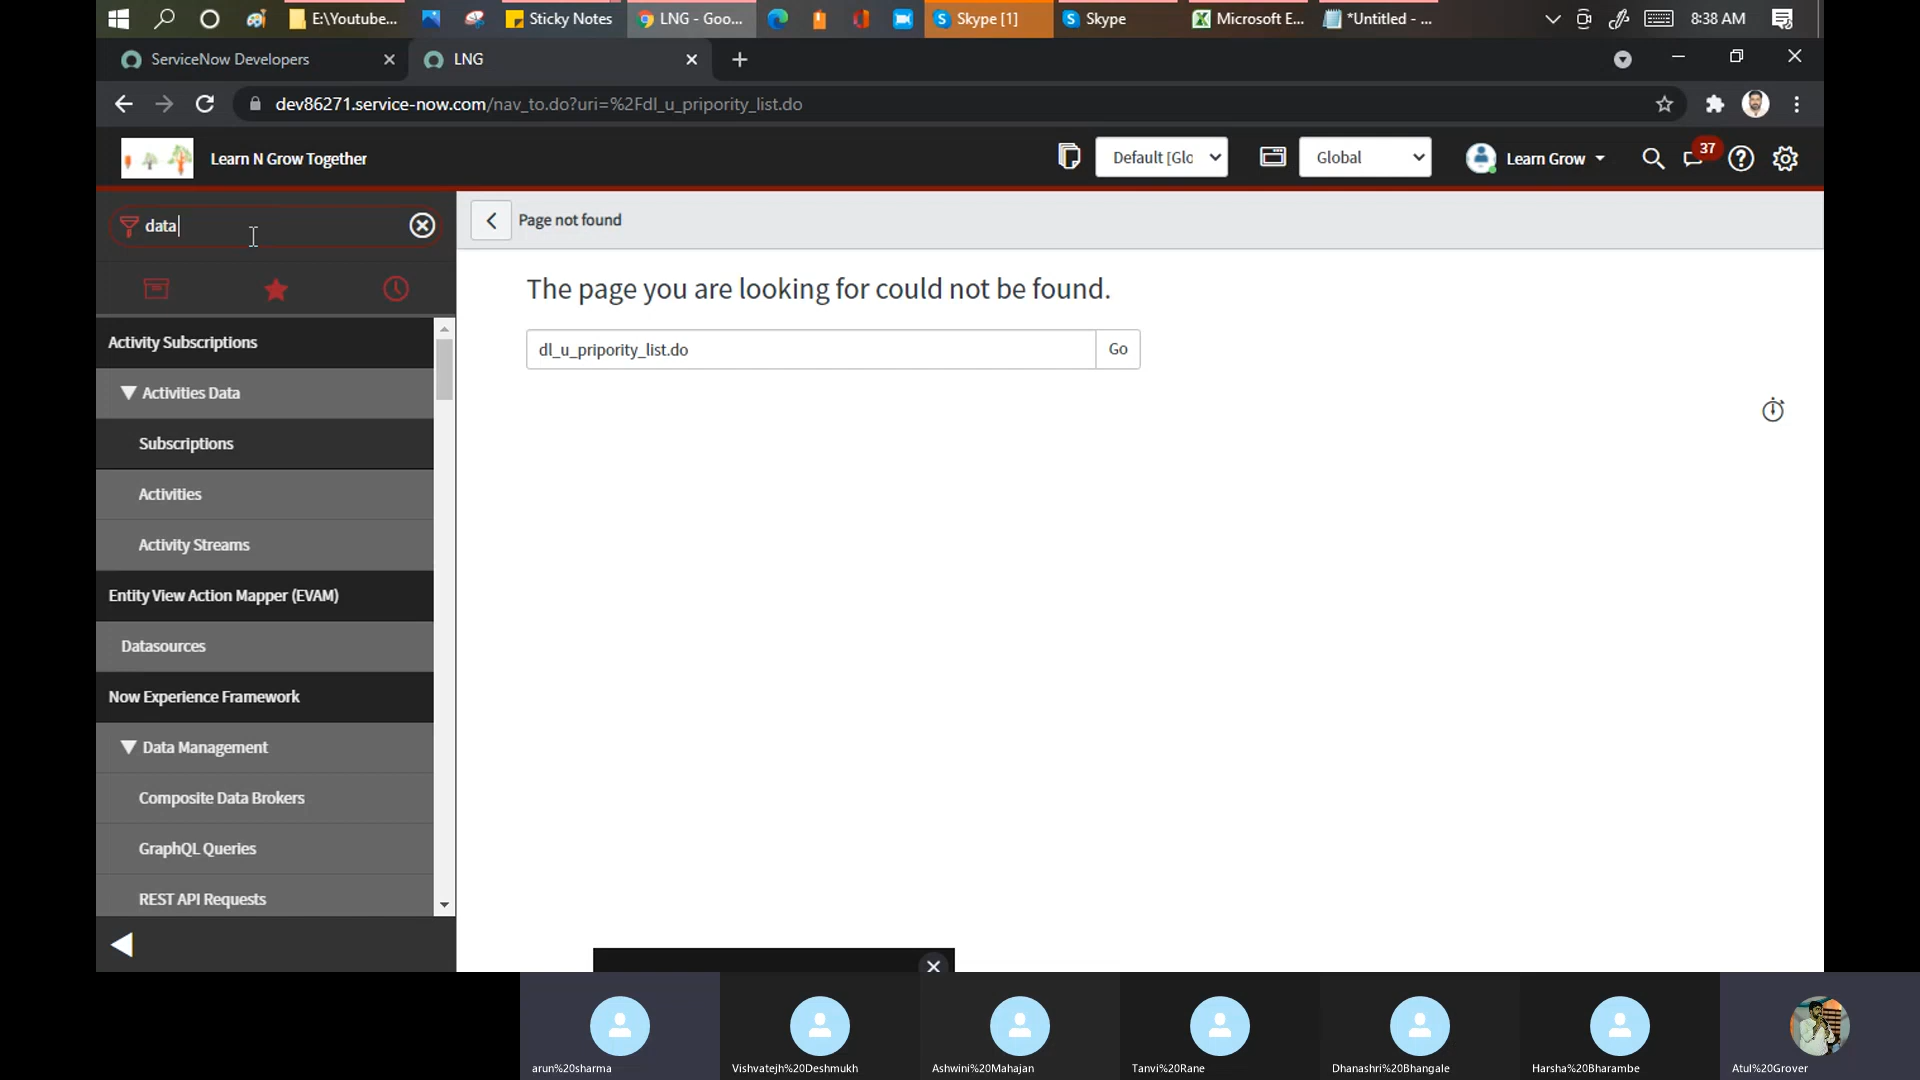 E:\Youtube...
Sticky Notes
LNG - Goo...
Skype [1]
Skype
Microsoft E...
*Untitled - ...
8:38 AM
ServiceNow Developers
LNG
dev86271.service-now.com/nav_to.do?uri=%2Fdl_u_pripority_list.do
Learn N Grow Together
Default [Glo
Global
Learn Grow
37
data
Page not found
The page you are looking for could not be found.
dl_u_pripority_list.do
Go
Activity Subscriptions
Activities Data
Subscriptions
Activities
Activity Streams
Entity View Action Mapper (EVAM)
Datasources
Now Experience Framework
Data Management
Composite Data Brokers
GraphQL Queries
REST API Requests
arun%20sharma
Vishvatejh%20Deshmukh
Ashwini%20Mahajan
Tanvi%20Rane
Dhanashri%20Bhangale
Harsha%20Bharambe
Atul%20Grover